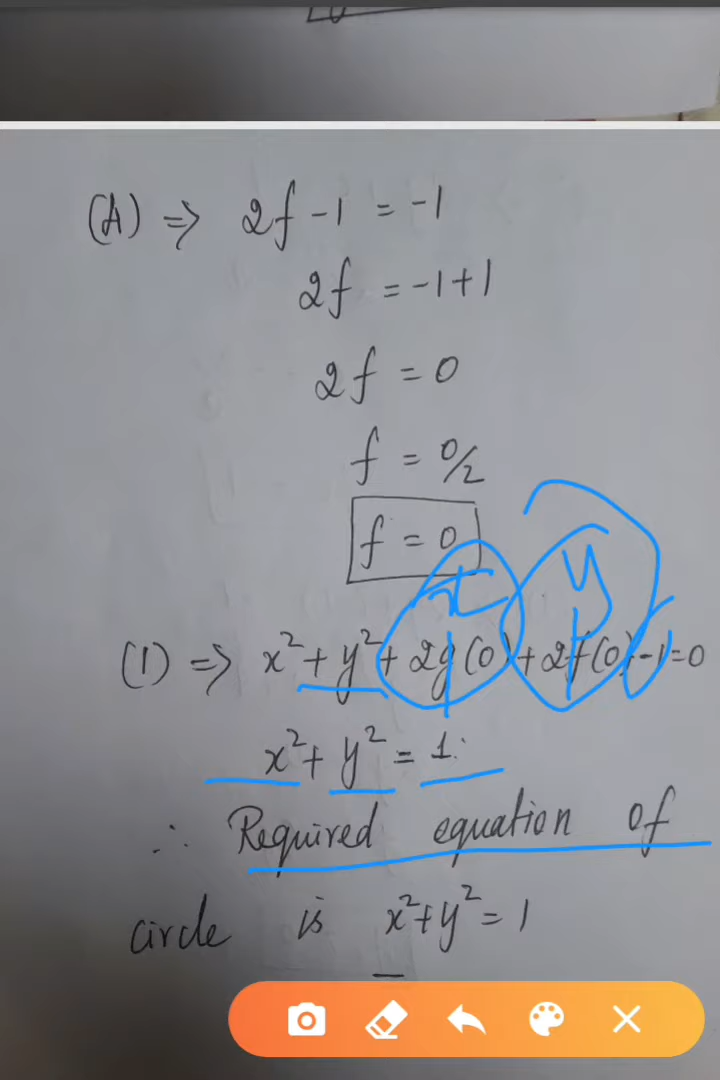 (A) => 2f - 1 = -1
2f = -1+1
2f = 0
f = 0/2
f = 0
x y
(1) => x² + y² + 2g(0) + 2f(0) - 1 = 0
x² + y² = 1
∴ Required equation of
circle is x²+y² = 1